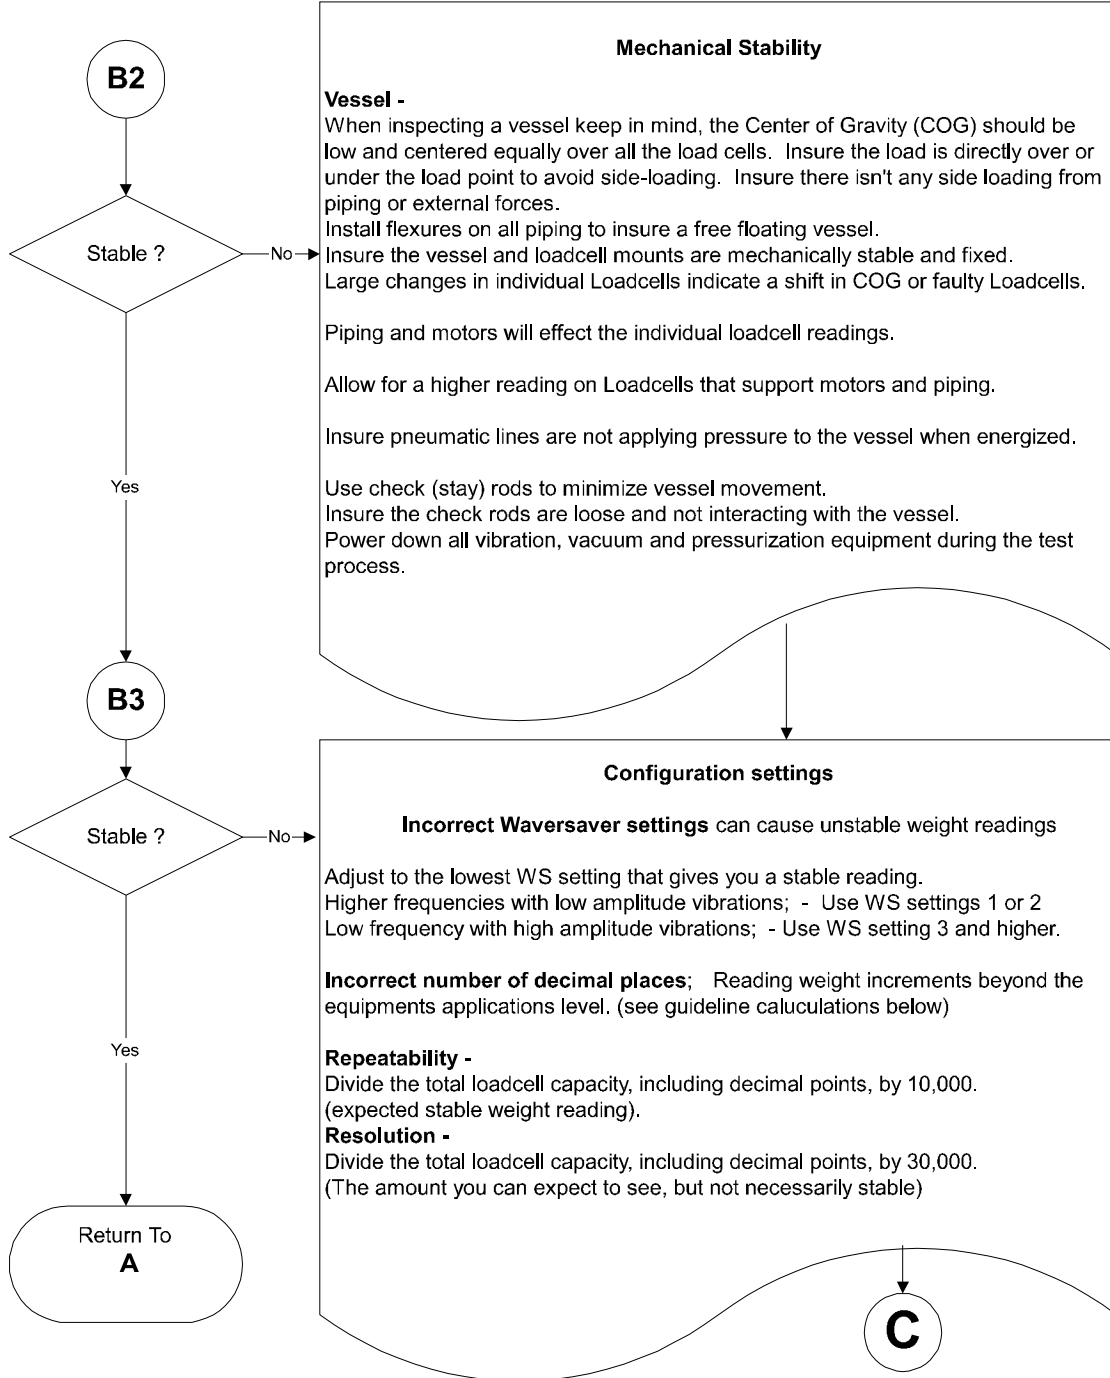 B2
Stable ?
No
Yes
Mechanical Stability
Vessel -
When inspecting a vessel keep in mind, the Center of Gravity (COG) should be
low and centered equally over all the load cells.  Insure the load is directly over or
under the load point to avoid side-loading.  Insure there isn't any side loading from
piping or external forces.
Install flexures on all piping to insure a free floating vessel.
Insure the vessel and loadcell mounts are mechanically stable and fixed.
Large changes in individual Loadcells indicate a shift in COG or faulty Loadcells.
Piping and motors will effect the individual loadcell readings.
Allow for a higher reading on Loadcells that support motors and piping.
Insure pneumatic lines are not applying pressure to the vessel when energized.
Use check (stay) rods to minimize vessel movement.
Insure the check rods are loose and not interacting with the vessel.
Power down all vibration, vacuum and pressurization equipment during the test
process.
B3
Stable ?
No
Yes
Return To
A
Configuration settings
Incorrect Waversaver settings can cause unstable weight readings
Adjust to the lowest WS setting that gives you a stable reading.
Higher frequencies with low amplitude vibrations;  -  Use WS settings 1 or 2
Low frequency with high amplitude vibrations;  - Use WS setting 3 and higher.
Incorrect number of decimal places;   Reading weight increments beyond the
equipments applications level. (see guideline caluculations below)
Repeatability -
Divide the total loadcell capacity, including decimal points, by 10,000.
(expected stable weight reading).
Resolution -
Divide the total loadcell capacity, including decimal points, by 30,000.
(The amount you can expect to see, but not necessarily stable)
C